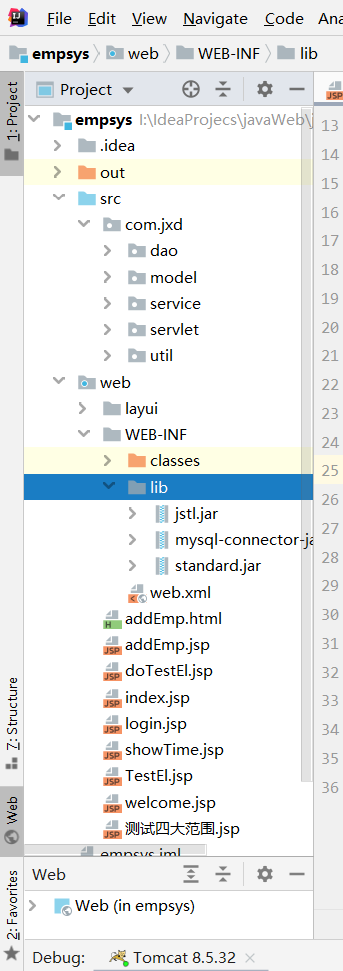 File Edit View Navigate Code Ana
empsys web WEB-INF lib
1: Project
Project
JSP
13
empsys I:\IdeaProjecs\javaWeb\j
14
.idea
15
out
16
src
17
com.jxd
18
dao
19
model
20
service
21
servlet
util
22
web
23
layui
24
WEB-INF
25
classes
26
lib
27
jstl.jar
28
mysql-connector-ja
29
standard.jar
30
web.xml
31
addEmp.html
addEmp.jsp
32
doTestEl.jsp
33
index.jsp
34
login.jsp
35
showTime.jsp
36
TestEl.jsp
welcome.jsp
测试四大范围.jsp
empsys.iml
7: Structure
Web
2: Favorites
Web
Web (in empsys)
Debug: Tomcat 8.5.32